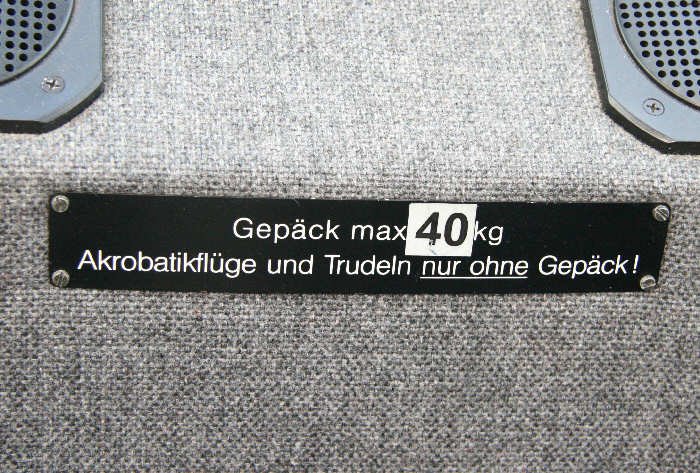 Gepäck max 40 kg
Akrobatikflüge und Trudeln nur ohne Gepäck!